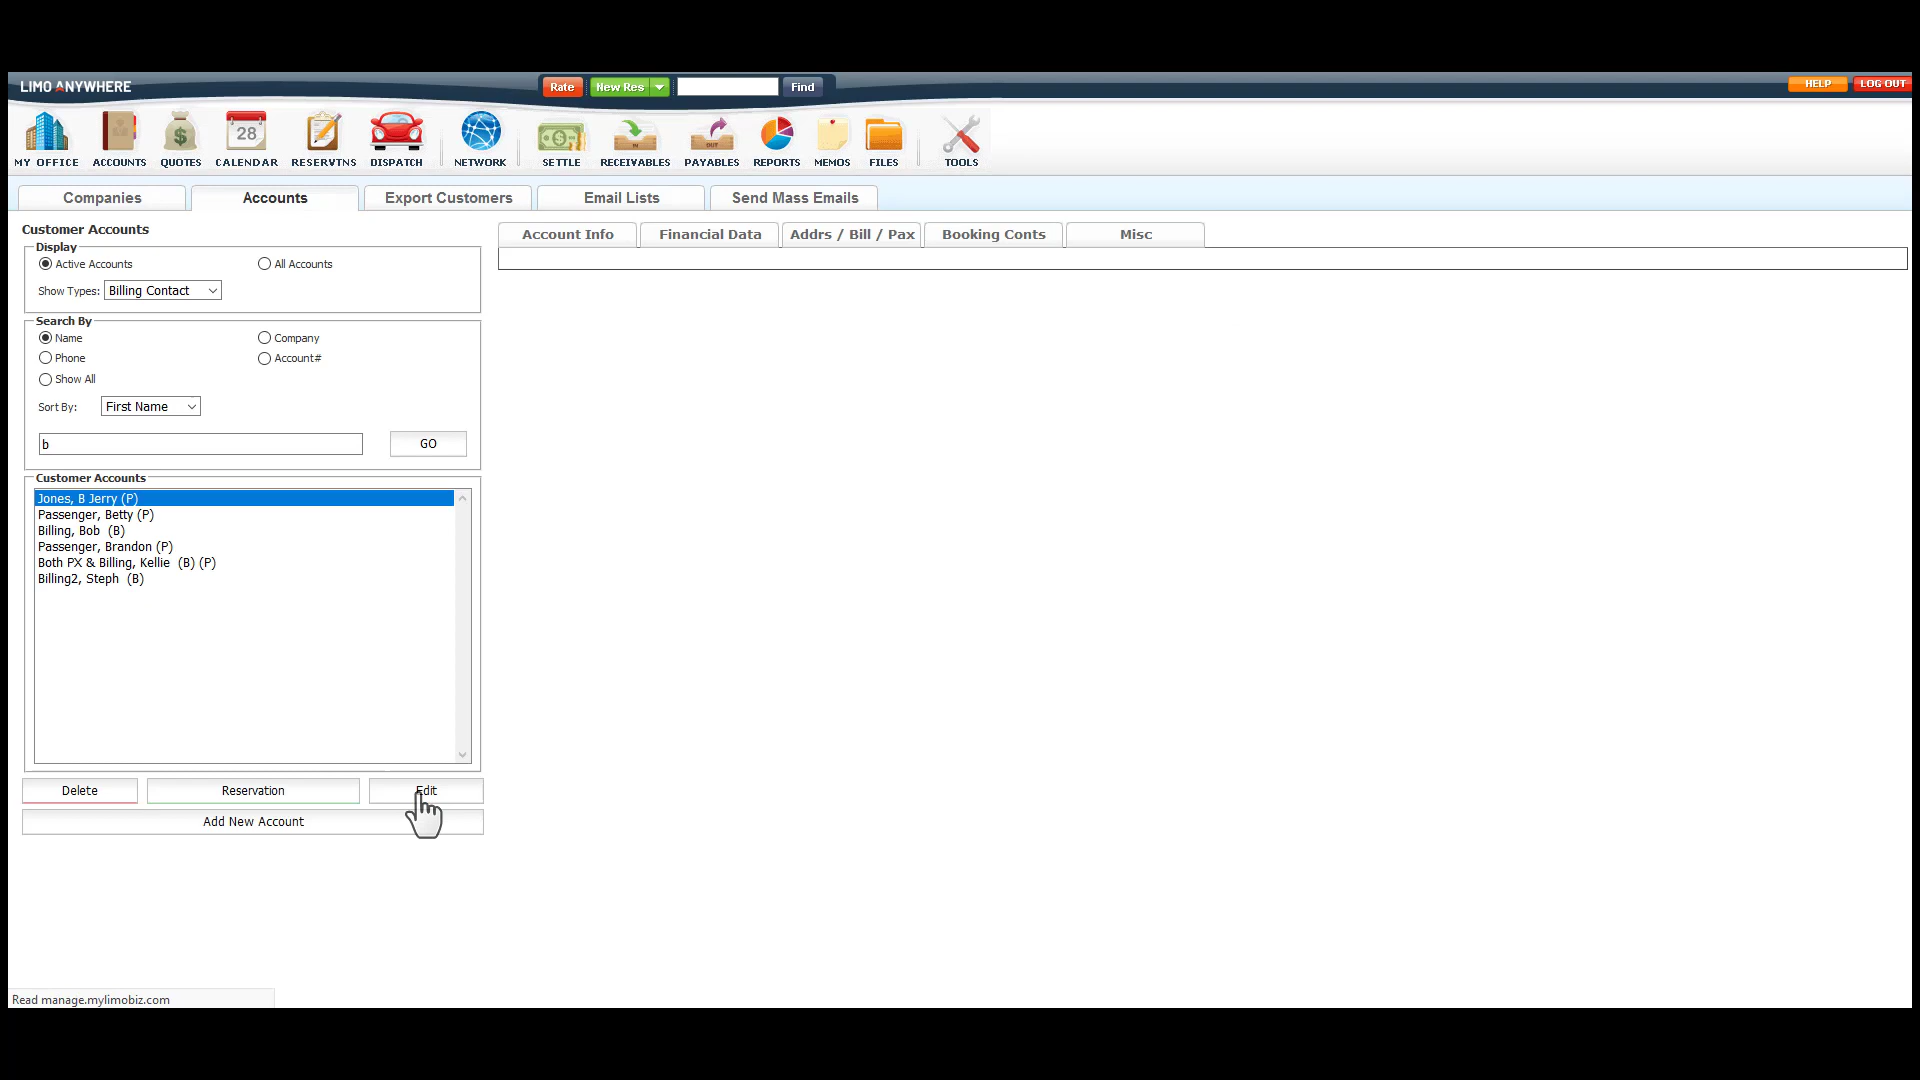 LIMO ANYWHERE
Rate
New Res
Find
HELP
LOG OUT
MY OFFICE
ACCOUNTS
QUOTES
28
CALENDAR
RESERVTNS
DISPATCH
NETWORK
SETTLE
IN
RECEIVABLES
OUT
PAYABLES
REPORTS
MEMOS
FILES
TOOLS
Companies
Accounts
Export Customers
Email Lists
Send Mass Emails
Customer Accounts
Display
Active Accounts
All Accounts
Show Types: Billing Contact
Search By
Name
Company
Phone
Account#
Show All
Sort By: First Name
b
GO
Customer Accounts
Jones, B Jerry (P)
Passenger, Betty (P)
Billing, Bob (B)
Passenger, Brandon (P)
Both PX & Billing, Kellie (B) (P)
Billing2, Steph (B)
Delete
Reservation
Edit
Add New Account
Account Info
Financial Data
Addrs / Bill / Pax
Booking Conts
Misc
Read manage.mylimobiz.com